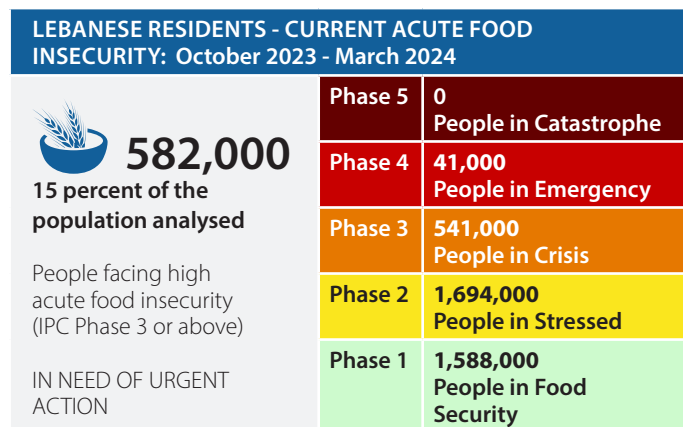 LEBANESE RESIDENTS - CURRENT ACUTE FOOD
INSECURITY: October 2023 - March 2024
582,000
15 percent of the
population analysed
People facing high
acute food insecurity
(IPC Phase 3 or above)
IN NEED OF URGENT
ACTION
Phase 5
0
People in Catastrophe
Phase 4
41,000
People in Emergency
Phase 3
541,000
People in Crisis
Phase 2
1,694,000
People in Stressed
Phase 1
1,588,000
People in Food
Security